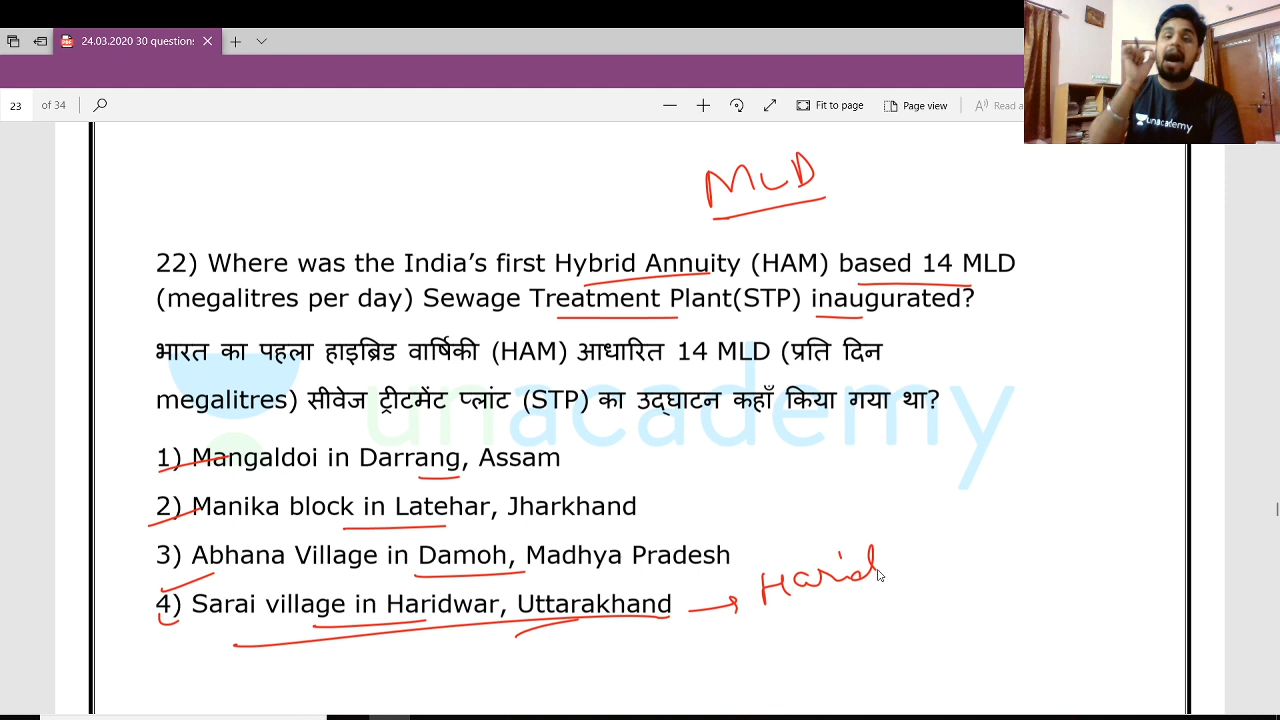 24.03.2020 30 questions
23 of 34
Fit to page
Page view
Read a
unacademy
MLD
22) Where was the India’s first Hybrid Annuity (HAM) based 14 MLD
(megalitres per day) Sewage Treatment Plant(STP) inaugurated?
भारत का पहला हाइब्रिड वार्षिकी (HAM) आधारित 14 MLD (प्रति दिन
megalitres) सीवेज ट्रीटमेंट प्लांट (STP) का उद्घाटन कहाँ किया गया था?
unacademy
1) Mangaldoi in Darrang, Assam
2) Manika block in Latehar, Jharkhand
3) Abhana Village in Damoh, Madhya Pradesh
4) Sarai village in Haridwar, Uttarakhand
Harid